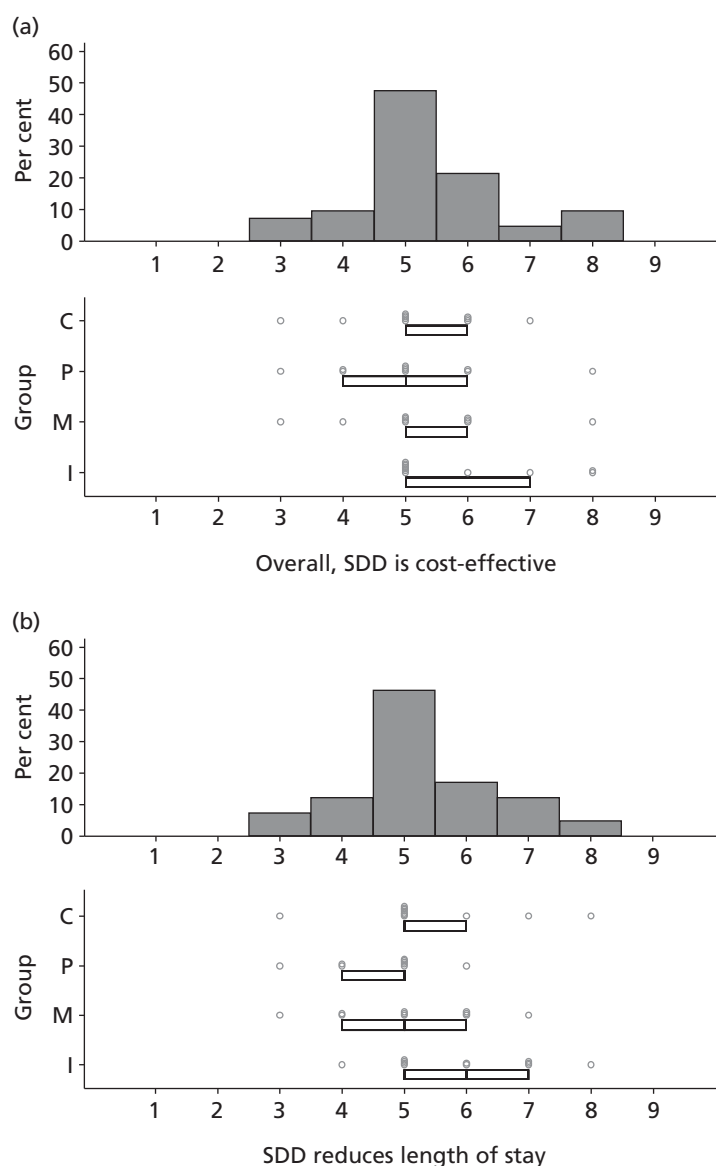 (a)
Per cent
60
50
40
30
20
10
0
1 2 3 4 5 6 7 8 9
Group
C
P
M
I
1 2 3 4 5 6 7 8 9
Overall, SDD is cost-effective
(b)
Per cent
60
50
40
30
20
10
0
1 2 3 4 5 6 7 8 9
Group
C
P
M
I
1 2 3 4 5 6 7 8 9
SDD reduces length of stay